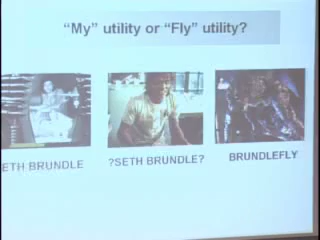 “My” utility or “Fly” utility?
ETH BRUNDLE
?SETH BRUNDLE?
BRUNDLEFLY